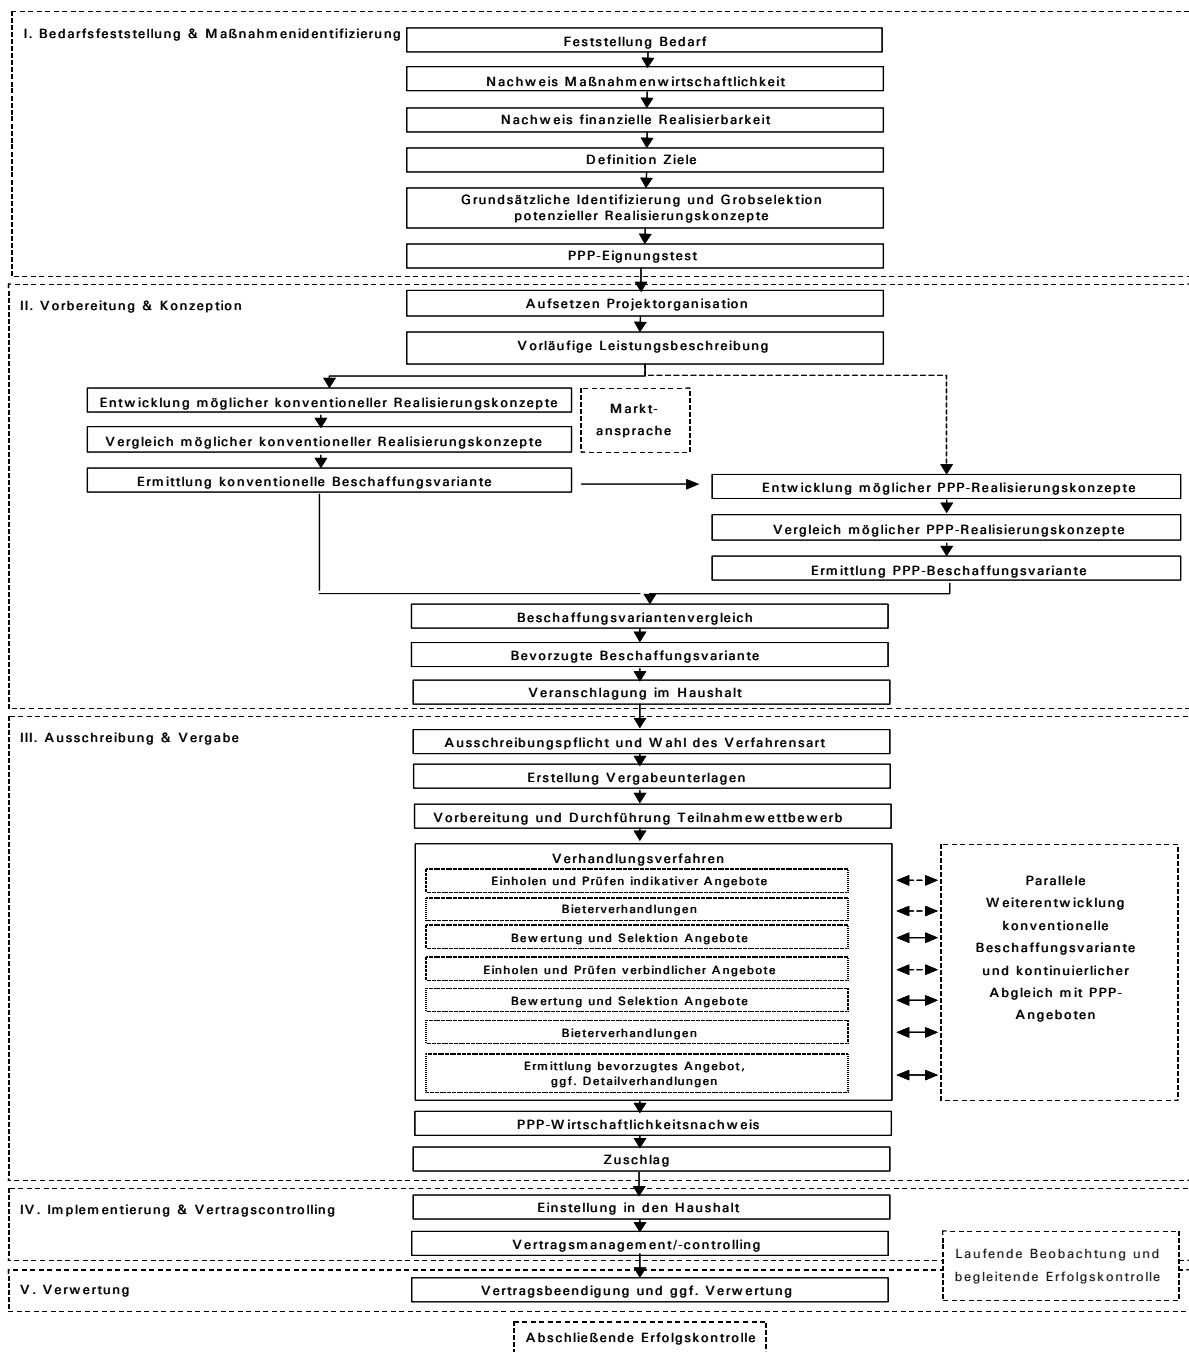 I. Bedarfsfeststellung & Maßnahmenidentifizierung
Feststellung Bedarf
Nachweis Maßnahmenwirtschaftlichkeit
Nachweis finanzielle Realisierbarkeit
Definition Ziele
Grundsätzliche Identifizierung und Grobselektion
potenzieller Realisierungskonzepte
PPP-Eignungstest
II. Vorbereitung & Konzeption
Aufsetzen Projektorganisation
Vorläufige Leistungsbeschreibung
Entwicklung möglicher konventioneller Realisierungskonzepte
Vergleich möglicher konventioneller Realisierungskonzepte
Ermittlung konventionelle Beschaffungsvariante
Markt-
ansprache
Entwicklung möglicher PPP-Realisierungskonzepte
Vergleich möglicher PPP-Realisierungskonzepte
Ermittlung PPP-Beschaffungsvariante
Beschaffungsvariantenvergleich
Bevorzugte Beschaffungsvariante
Veranschlagung im Haushalt
III. Ausschreibung & Vergabe
Ausschreibungspflicht und Wahl des Verfahrensart
Erstellung Vergabeunterlagen
Vorbereitung und Durchführung Teilnahmewettbewerb
Verhandlungsverfahren
Einholen und Prüfen indikativer Angebote
Bieterverhandlungen
Bewertung und Selektion Angebote
Einholen und Prüfen verbindlicher Angebote
Bewertung und Selektion Angebote
Bieterverhandlungen
Ermittlung bevorzugtes Angebot,
ggf. Detailverhandlungen
Parallele
Weiterentwicklung
konventionelle
Beschaffungsvariante
und kontinuierlicher
Abgleich mit PPP-
Angeboten
PPP-Wirtschaftlichkeitsnachweis
Zuschlag
IV. Implementierung & Vertragscontrolling
Einstellung in den Haushalt
Vertragsmanagement/-controlling
Laufende Beobachtung und
begleitende Erfolgskontrolle
V. Verwertung
Vertragsbeendigung und ggf. Verwertung
Abschließende Erfolgskontrolle